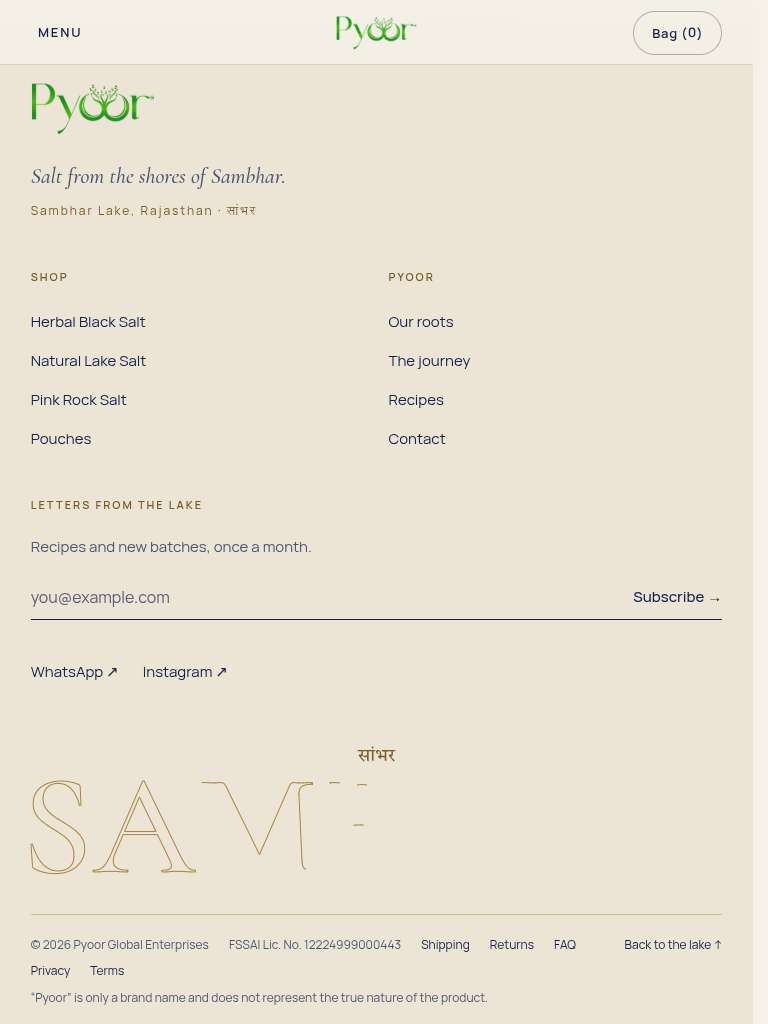 MENU
Pyoor
Bag (0)
Pyoor
Salt from the shores of Sambhar.
Sambhar Lake, Rajasthan · सांभर
SHOP
Herbal Black Salt
Natural Lake Salt
Pink Rock Salt
Pouches
PYOOR
Our roots
The journey
Recipes
Contact
LETTERS FROM THE LAKE
Recipes and new batches, once a month.
you@example.com
Subscribe →
WhatsApp ↗ Instagram ↗
सांभर
SAM
© 2026 Pyoor Global Enterprises FSSAI Lic. No. 12224999000443 Shipping Returns FAQ Back to the lake ↑
Privacy Terms
“Pyoor” is only a brand name and does not represent the true nature of the product.